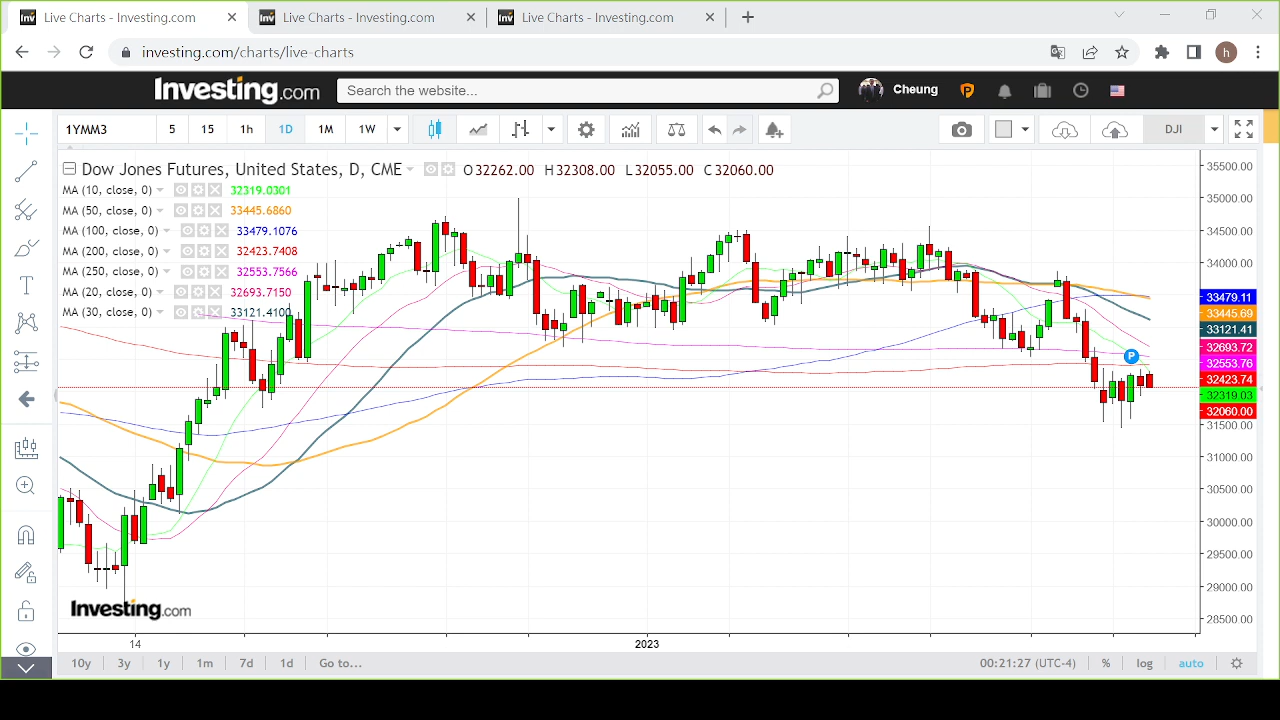 Live Charts - Investing.com
Live Charts - Investing.com
Live Charts - Investing.com
investing.com/charts/live-charts
h
Investing.com
Search the website...
Cheung
P
1YMM3
5
15
1h
1D
1M
1W
DJI
Dow Jones Futures, United States, D, CME
O32262.00 H32308.00 L32055.00 C32060.00
MA (10, close, 0) 32319.0301
MA (50, close, 0) 33445.6860
MA (100, close, 0) 33479.1076
MA (200, close, 0) 32423.7408
MA (250, close, 0) 32553.7566
MA (20, close, 0) 32693.7150
MA (30, close, 0) 33121.4100
35500.00
35000.00
34500.00
34000.00
33479.11
33445.69
33121.41
32693.72
32553.76
32423.74
32319.03
32060.00
31500.00
31000.00
30500.00
30000.00
29500.00
29000.00
28500.00
P
Investing.com
14
2023
10y
3y
1y
1m
7d
1d
Go to...
00:21:27 (UTC-4)
%
log
auto